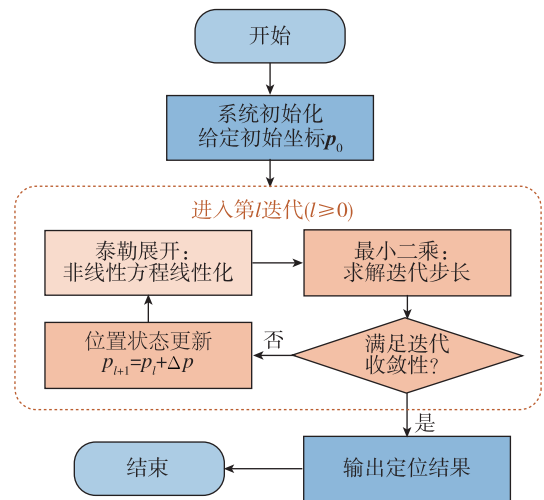 开始
系统初始化
给定初始坐标p₀
进入第l迭代(l≥0)
泰勒展开：
非线性方程线性化
最小二乘：
求解迭代步长
位置状态更新
pₗ₊₁=pₗ+Δp
否
满足迭代
收敛性?
是
结束
输出定位结果